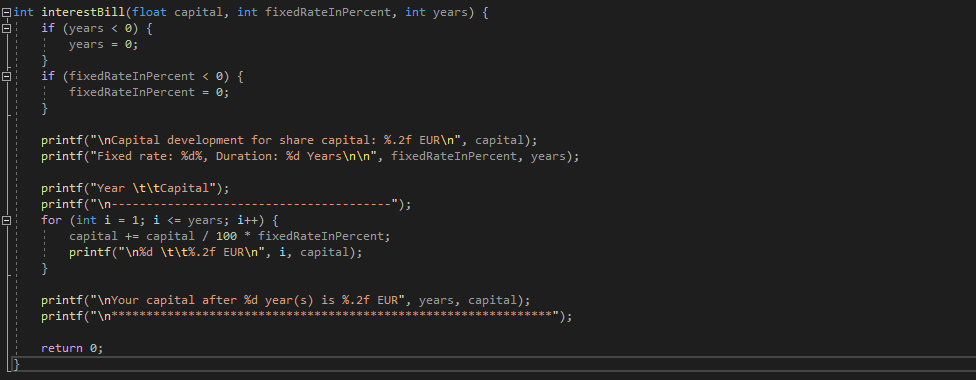 int interestBill(float capital, int fixedRateInPercent, int years) {
    if (years < 0) {
        years = 0;
    }
    if (fixedRateInPercent < 0) {
        fixedRateInPercent = 0;
    }

    printf("\nCapital development for share capital: %.2f EUR\n", capital);
    printf("Fixed rate: %d%, Duration: %d Years\n\n", fixedRateInPercent, years);

    printf("Year \t\tCapital");
    printf("\n----------------------------------------");
    for (int i = 1; i <= years; i++) {
        capital += capital / 100 * fixedRateInPercent;
        printf("\n%d \t\t%.2f EUR\n", i, capital);
    }

    printf("\nYour capital after %d year(s) is %.2f EUR", years, capital);
    printf("\n***************************************************************");

    return 0;
}